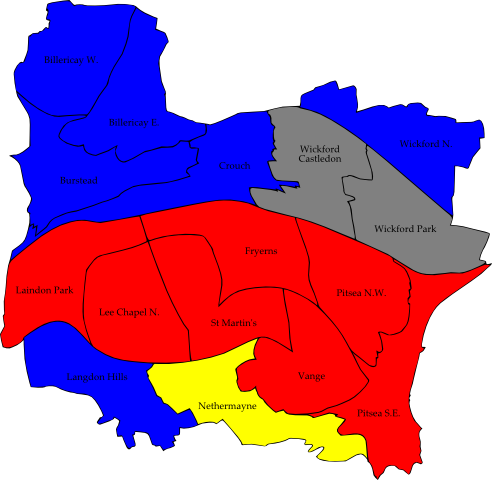 Billericay W.
Billericay E.
Wickford N.
Wickford
Castledon
Crouch
Burstead
Wickford Park
Fryerns
Laindon Park
Pitsea N.W.
Lee Chapel N.
St Martin's
Langdon Hills
Vange
Nethermayne
Pitsea S.E.